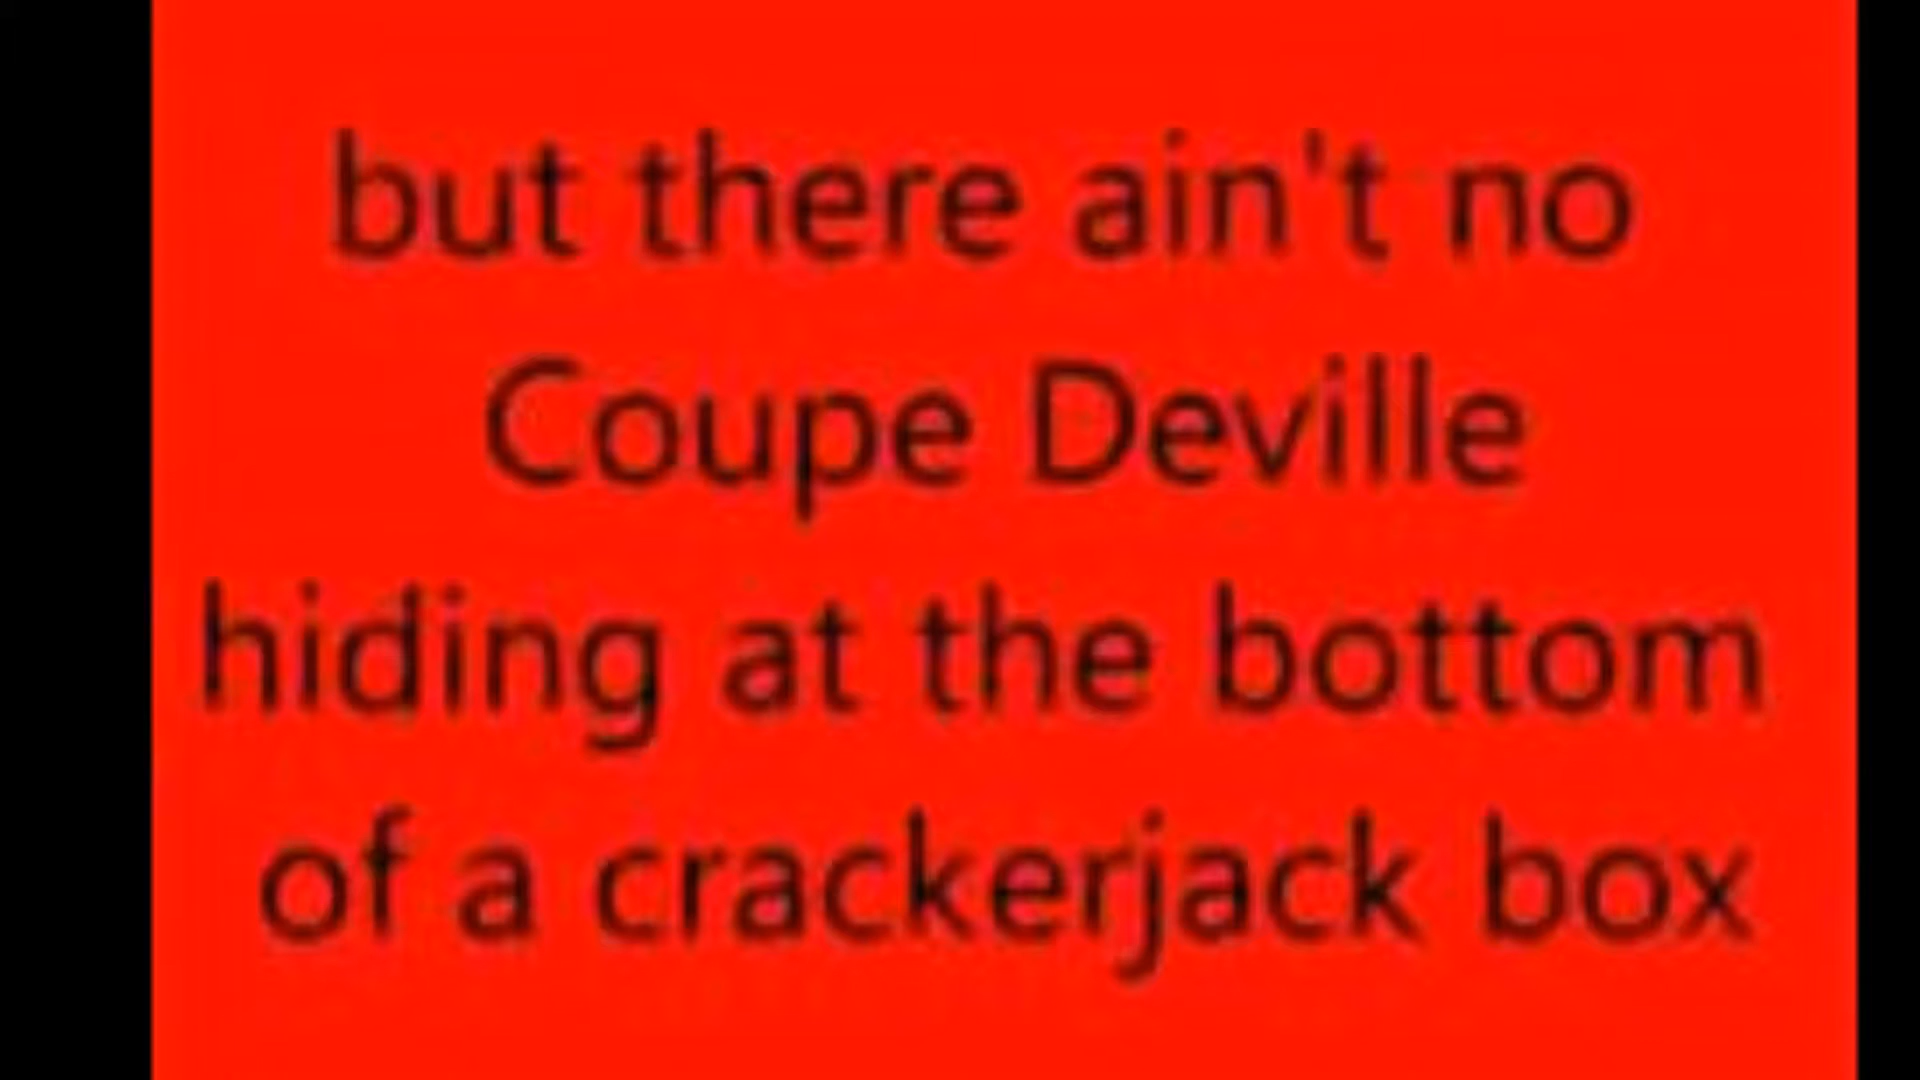 but there ain't no
Coupe Deville
hiding at the bottom
of a crackerjack box